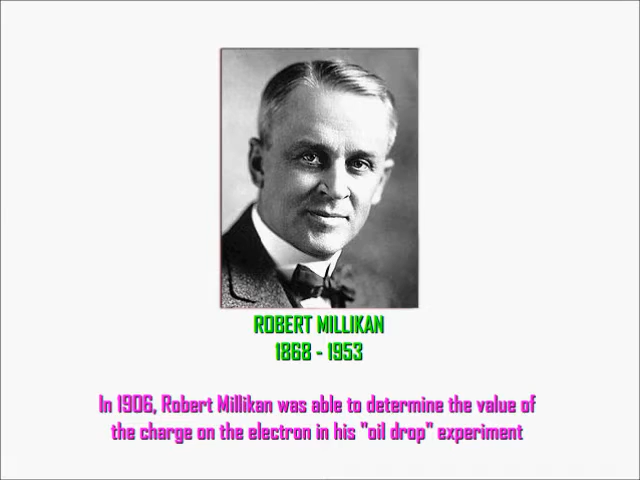 ROBERT MILLIKAN
1868 - 1953
In 1906, Robert Millikan was able to determine the value of
the charge on the electron in his "oil drop" experiment